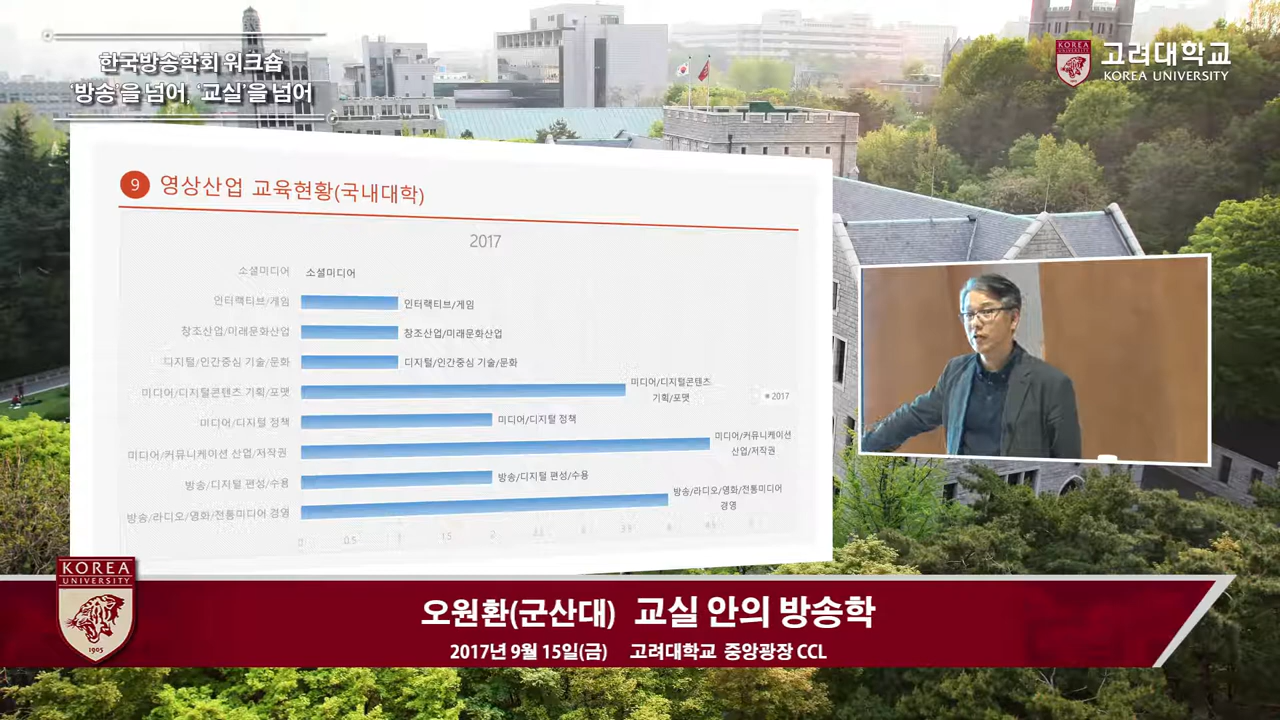 한국방송학회 워크숍
'방송'을 넘어, '교실'을 넘어
KOREA
고려대학교
KOREA UNIVERSITY
9 영상산업 교육현황(국내대학)
2017
소셜미디어 소셜미디어
인터랙티브/게임 인터랙티브/게임
창조산업/미래문화산업 창조산업/미래문화산업
디지털/인간중심 기술/문화 디지털/인간중심 기술/문화
미디어/디지털콘텐츠 기획/포맷 미디어/디지털콘텐츠
기획/포맷
2017
미디어/디지털 정책 미디어/디지털 정책
미디어/커뮤니케이션 산업/저작권 미디어/커뮤니케이션
산업/저작권
방송/디지털 편성/수용 방송/디지털 편성/수용
방송/라디오/영화/전통미디어 경영 방송/라디오/영화/전통미디어
경영
0 0.5 1 1.5 2
KOREA
UNIVERSITY
1905
오원환(군산대) 교실 안의 방송학
2017년 9월 15일(금) 고려대학교 중앙광장 CCL